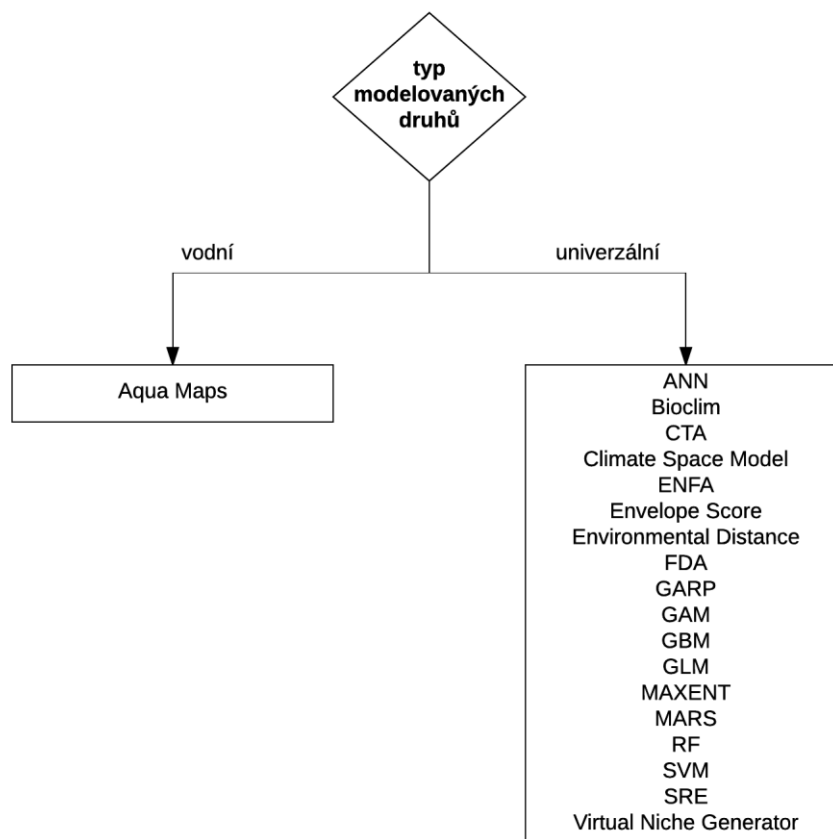 typ
modelovaných
druhů
vodní
univerzální
Aqua Maps
ANN
Bioclim
CTA
Climate Space Model
ENFA
Envelope Score
Environmental Distance
FDA
GARP
GAM
GBM
GLM
MAXENT
MARS
RF
SVM
SRE
Virtual Niche Generator